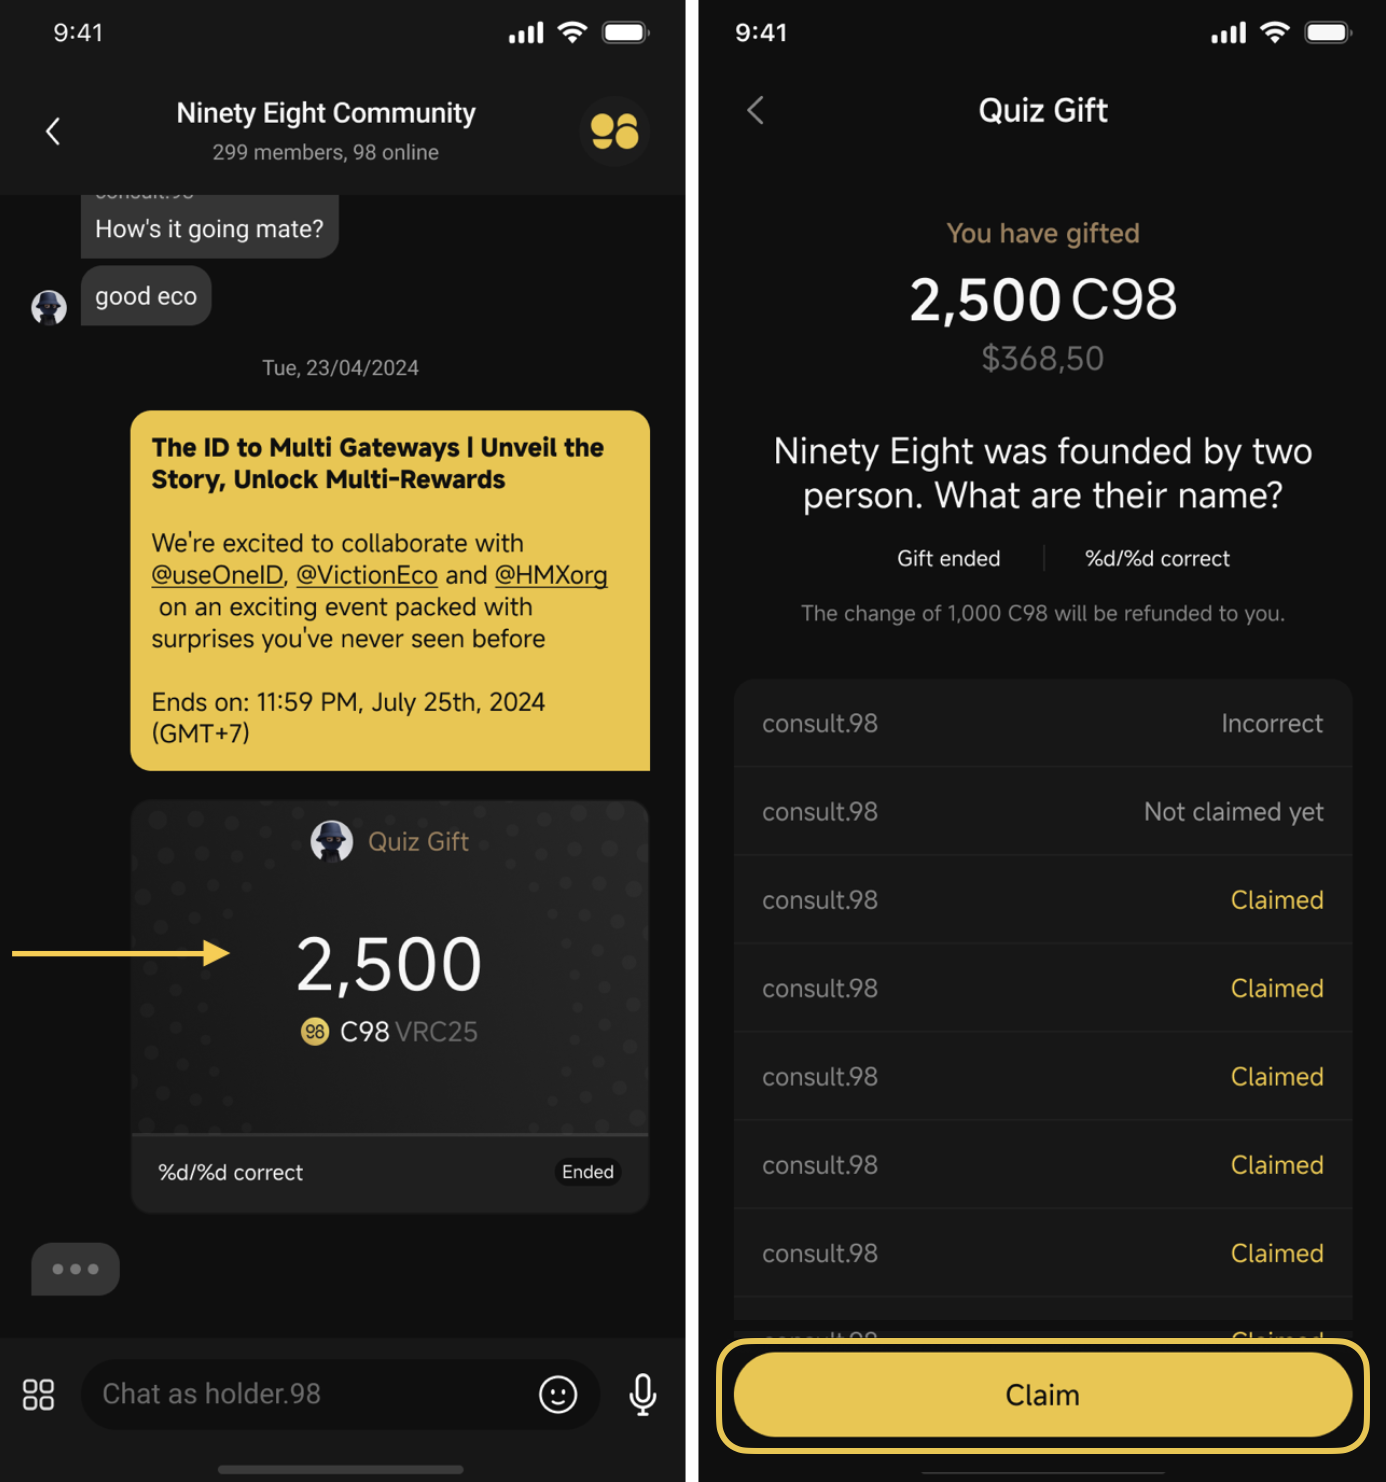 9:41
Ninety Eight Community
299 members, 98 online
consult.98
How's it going mate?
good eco
Tue, 23/04/2024
The ID to Multi Gateways | Unveil the
Story, Unlock Multi-Rewards
We're excited to collaborate with
@useOneID, @VictionEco and @HMXorg
on an exciting event packed with
surprises you've never seen before
Ends on: 11:59 PM, July 25th, 2024
(GMT+7)
Quiz Gift
2,500
98 C98 VRC25
%d/%d correct
Ended
Chat as holder.98
9:41
Quiz Gift
You have gifted
2,500 C98
$368,50
Ninety Eight was founded by two
person. What are their name?
Gift ended
%d/%d correct
The change of 1,000 C98 will be refunded to you.
consult.98 Incorrect
consult.98 Not claimed yet
consult.98 Claimed
consult.98 Claimed
consult.98 Claimed
consult.98 Claimed
consult.98 Claimed
consult.98 Claimed
Claim